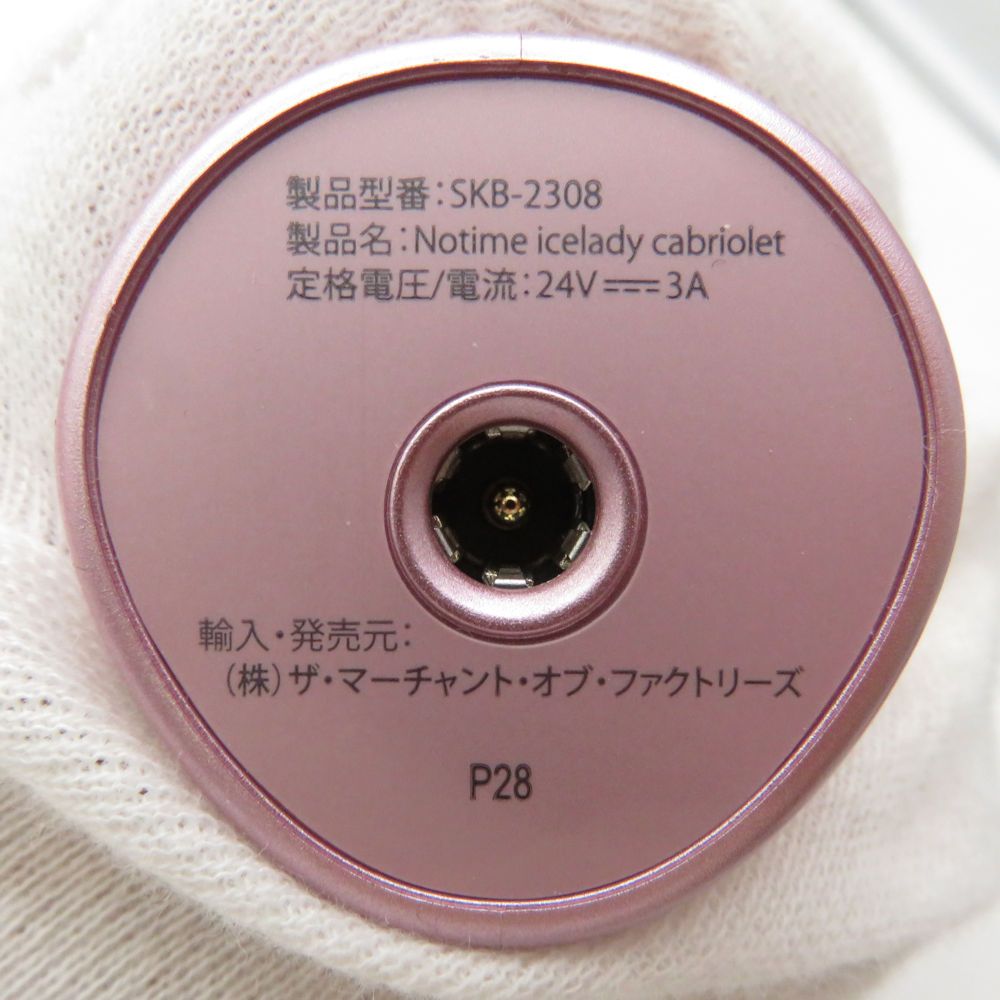 製品型番:SKB-2308
製品名:Notime icelady cabriolet
定格電圧/電流:24V⎓3A
輸入・発売元:
(株)ザ・マーチャント・オブ・ファクトリーズ
P28